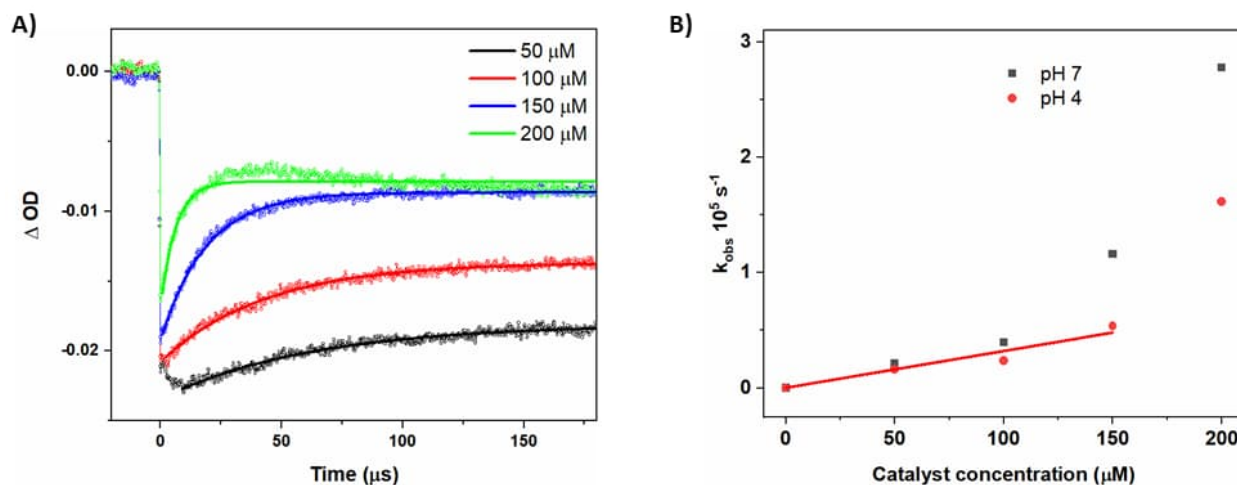 A)
0.00
-0.01
-0.02
Δ OD
50 μM
100 μM
150 μM
200 μM
0
50
100
150
Time (μs)
B)
3
2
1
0
k_obs 10^5 s^-1
pH 7
pH 4
0
50
100
150
200
Catalyst concentration (μM)